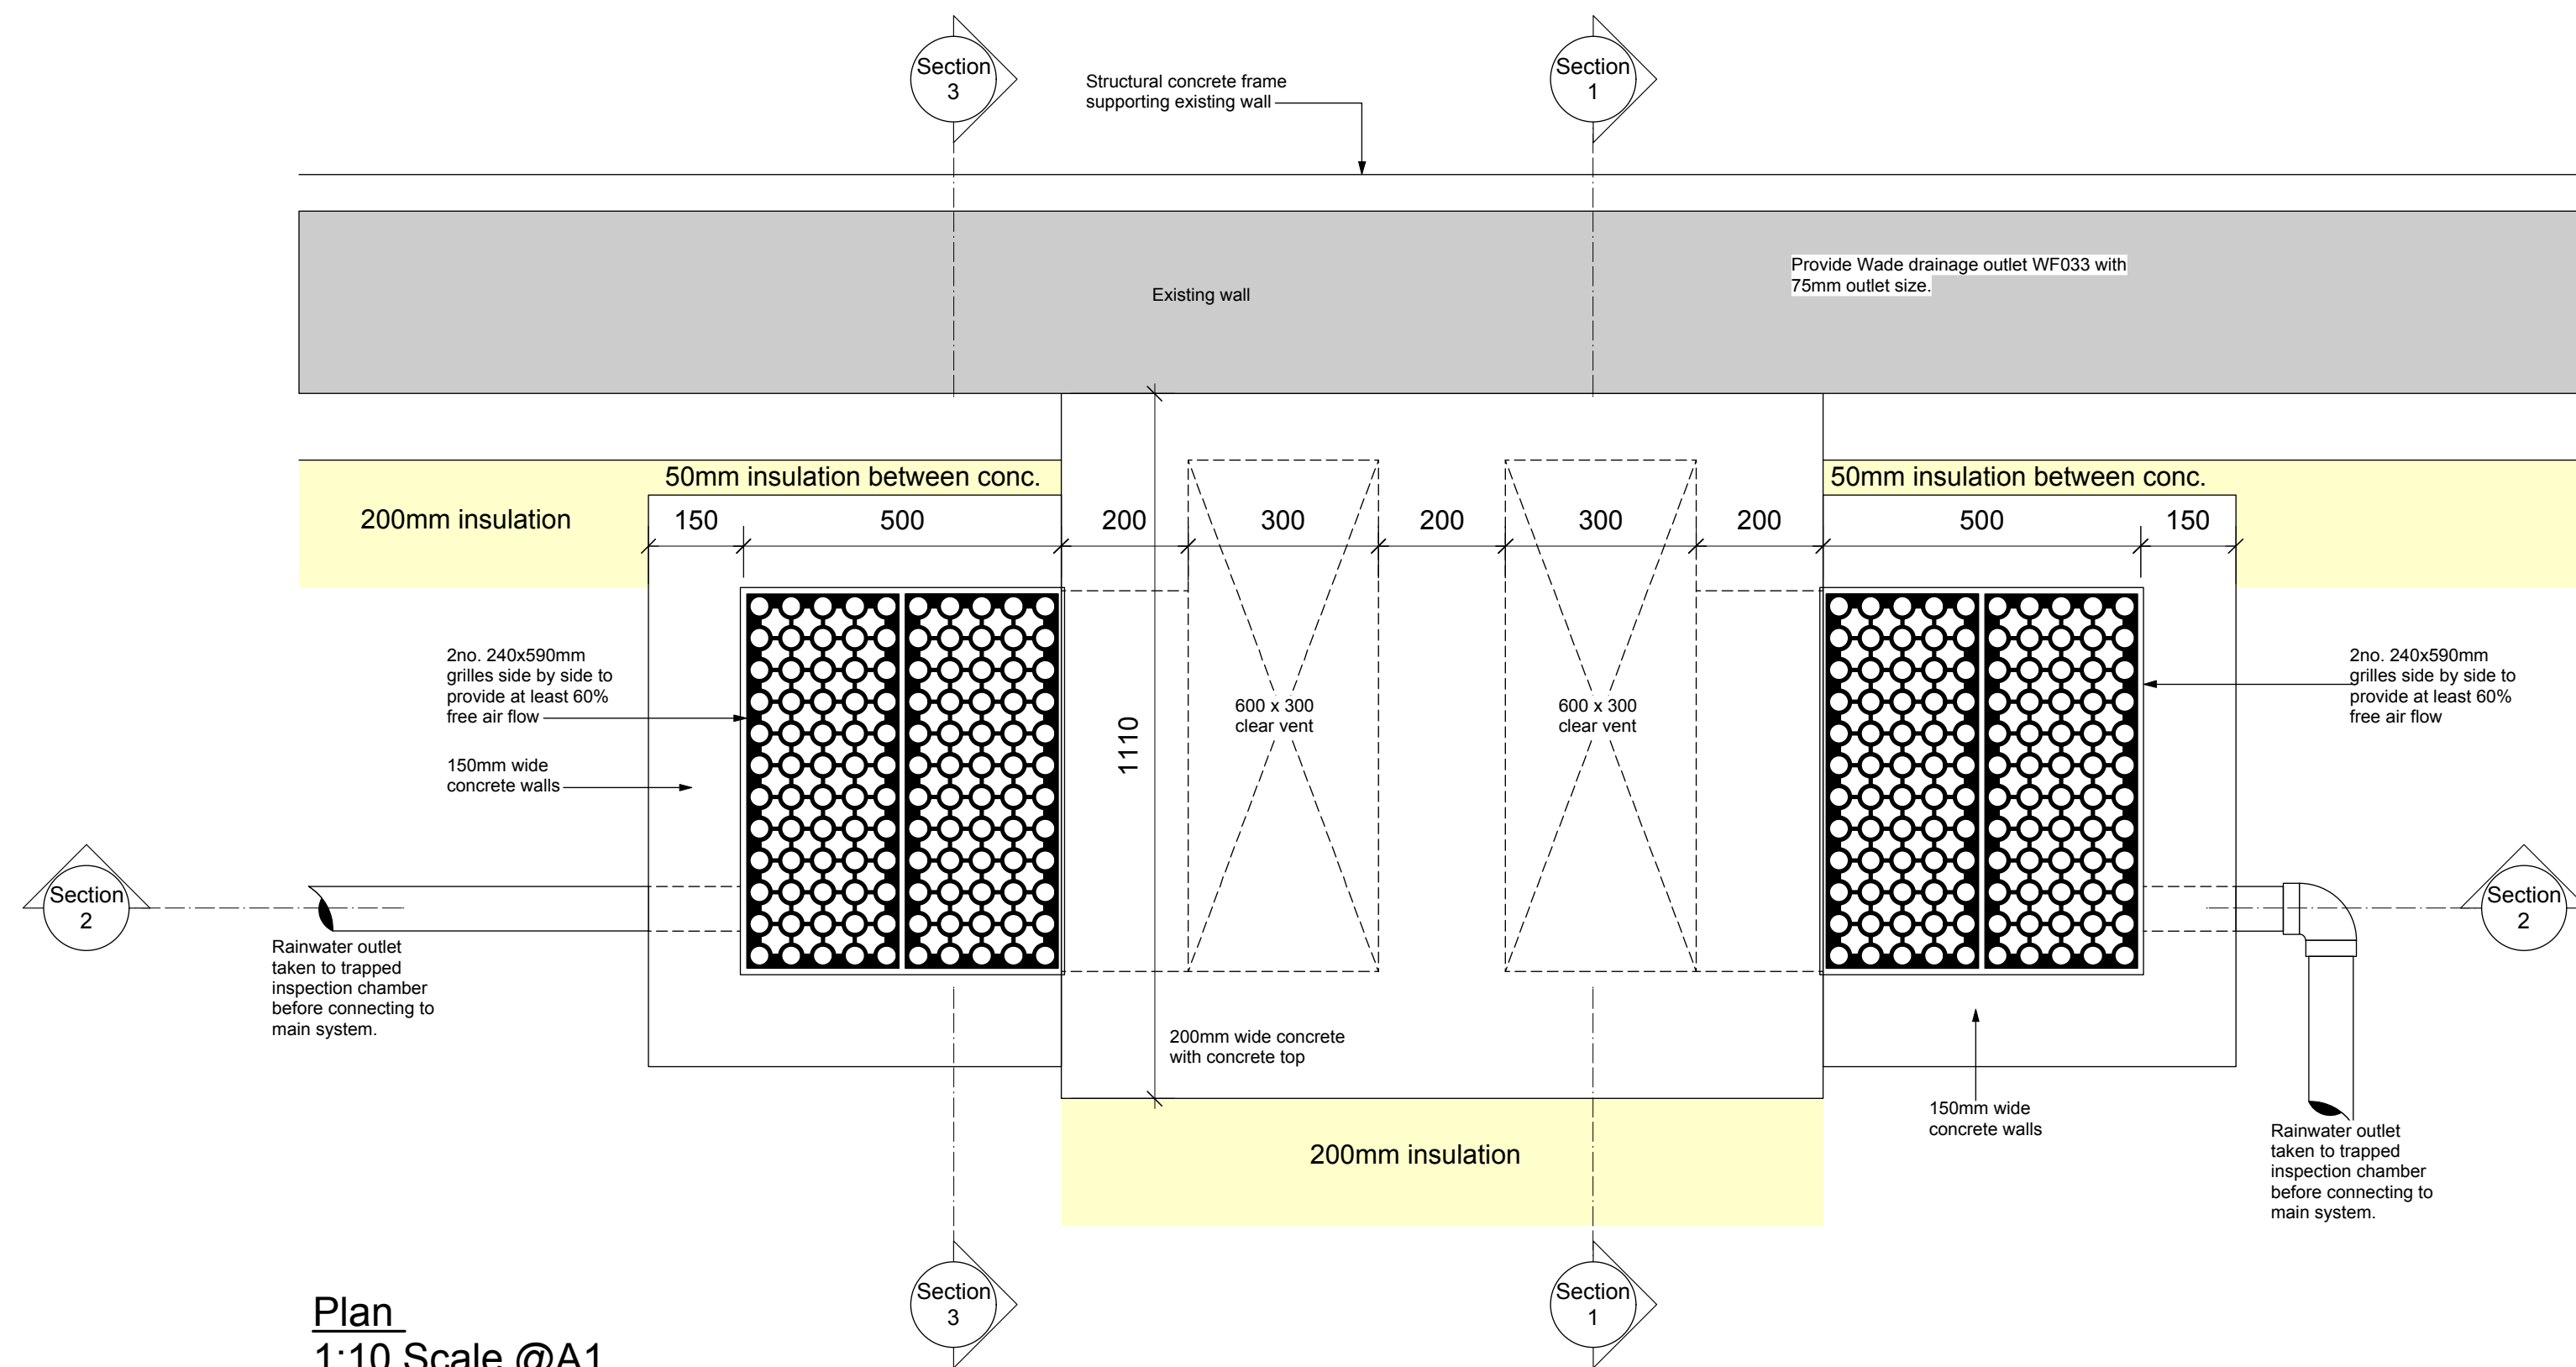 Section
3
Section
1
Structural concrete frame
supporting existing wall
Existing wall
Provide Wade drainage outlet WF033 with
75mm outlet size.
50mm insulation between conc.
50mm insulation between conc.
200mm insulation
150
500
200
300
200
300
200
500
150
2no. 240x590mm
grilles side by side to
provide at least 60%
free air flow
150mm wide
concrete walls
1110
600 x 300
clear vent
600 x 300
clear vent
2no. 240x590mm
grilles side by side to
provide at least 60%
free air flow
Section
2
Section
2
Rainwater outlet
taken to trapped
inspection chamber
before connecting to
main system.
200mm wide concrete
with concrete top
150mm wide
concrete walls
Rainwater outlet
taken to trapped
inspection chamber
before connecting to
main system.
200mm insulation
Section
3
Section
1
Plan
1:10 Scale @A1